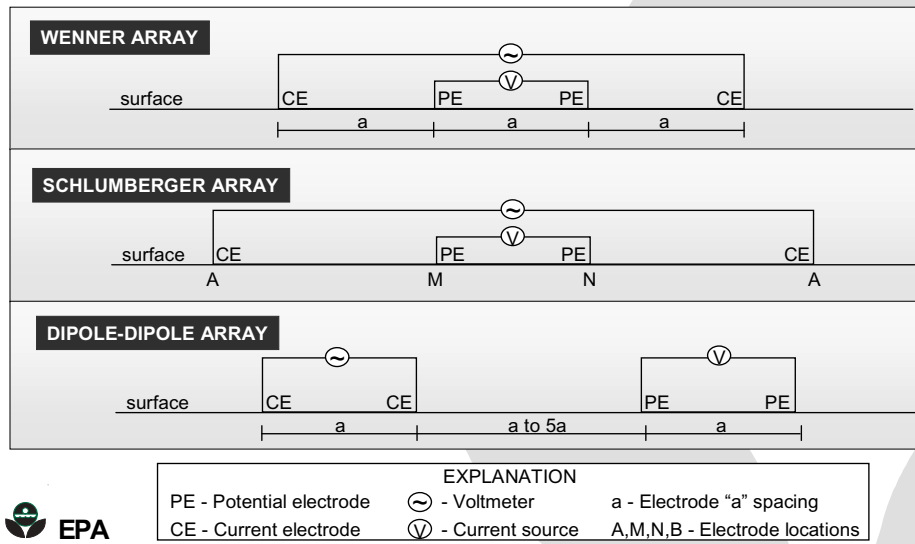 WENNER ARRAY
~
V
surface CE PE PE CE
a a a
SCHLUMBERGER ARRAY
~
V
surface CE PE PE CE
A M N A
DIPOLE-DIPOLE ARRAY
~ V
surface CE CE PE PE
a a to 5a a
EXPLANATION
PE - Potential electrode ~ - Voltmeter a - Electrode “a” spacing
CE - Current electrode V - Current source A,M,N,B - Electrode locations
EPA